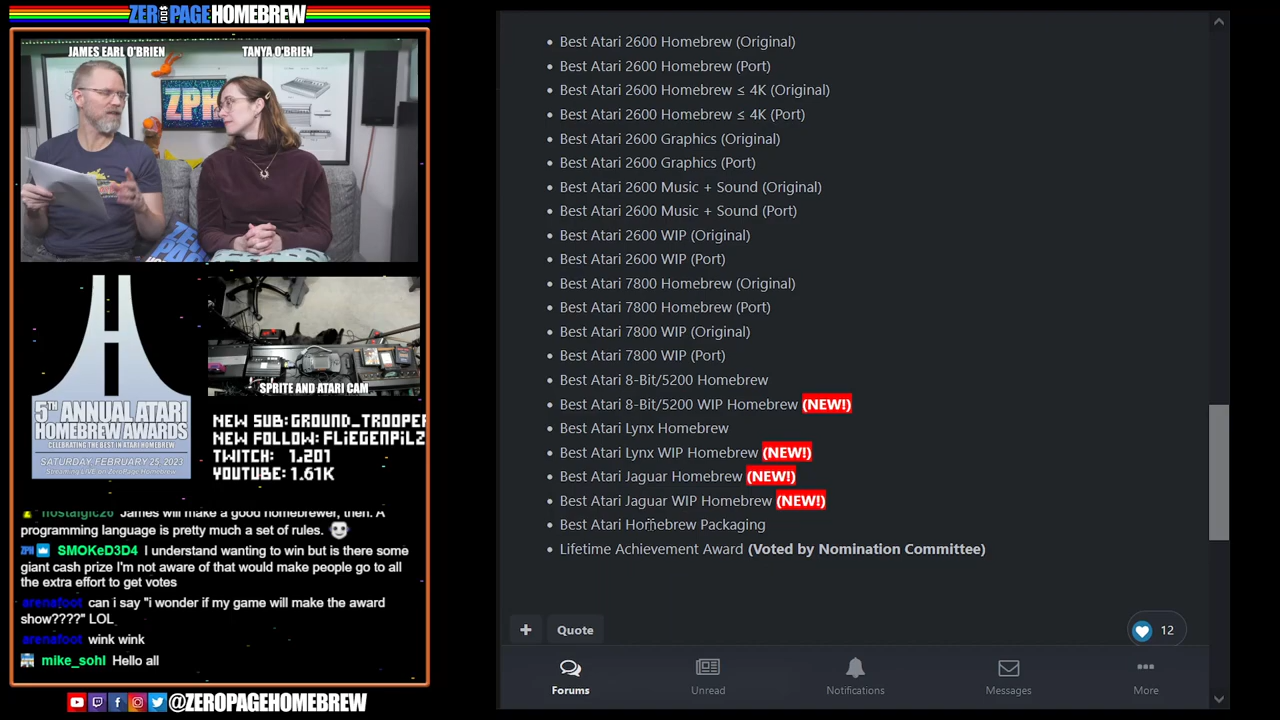 ZEROPAGE HOMEBREW
JAMES EARL O'BRIEN
TANYA O'BRIEN
ZPH
5TH ANNUAL ATARI
HOMEBREW AWARDS
CELEBRATING THE BEST IN ATARI HOMEBREW
SATURDAY, FEBRUARY 25, 2023
Streaming LIVE on ZeroPage Homebrew
SPRITE AND ATARI CAM
NEW SUB:GROUND_TROOPER
NEW FOLLOW:FLIEGENPILZ
TWITCH: 1,201
YOUTUBE:1.61K
nostalgic26 James will make a good homebrewer, then. A
programming language is pretty much a set of rules.
ZPH SMOKeD3D4 I understand wanting to win but is there some
giant cash prize I'm not aware of that would make people go to all
the extra effort to get votes
arenafoot can i say "i wonder if my game will make the award
show????" LOL
arenafoot wink wink
mike_sohl Hello all
@ZEROPAGEHOMEBREW
Best Atari 2600 Homebrew (Original)
Best Atari 2600 Homebrew (Port)
Best Atari 2600 Homebrew ≤ 4K (Original)
Best Atari 2600 Homebrew ≤ 4K (Port)
Best Atari 2600 Graphics (Original)
Best Atari 2600 Graphics (Port)
Best Atari 2600 Music + Sound (Original)
Best Atari 2600 Music + Sound (Port)
Best Atari 2600 WIP (Original)
Best Atari 2600 WIP (Port)
Best Atari 7800 Homebrew (Original)
Best Atari 7800 Homebrew (Port)
Best Atari 7800 WIP (Original)
Best Atari 7800 WIP (Port)
Best Atari 8-Bit/5200 Homebrew
Best Atari 8-Bit/5200 WIP Homebrew (NEW!)
Best Atari Lynx Homebrew
Best Atari Lynx WIP Homebrew (NEW!)
Best Atari Jaguar Homebrew (NEW!)
Best Atari Jaguar WIP Homebrew (NEW!)
Best Atari Homebrew Packaging
Lifetime Achievement Award (Voted by Nomination Committee)
+ Quote
12
Forums
Unread
Notifications
Messages
More